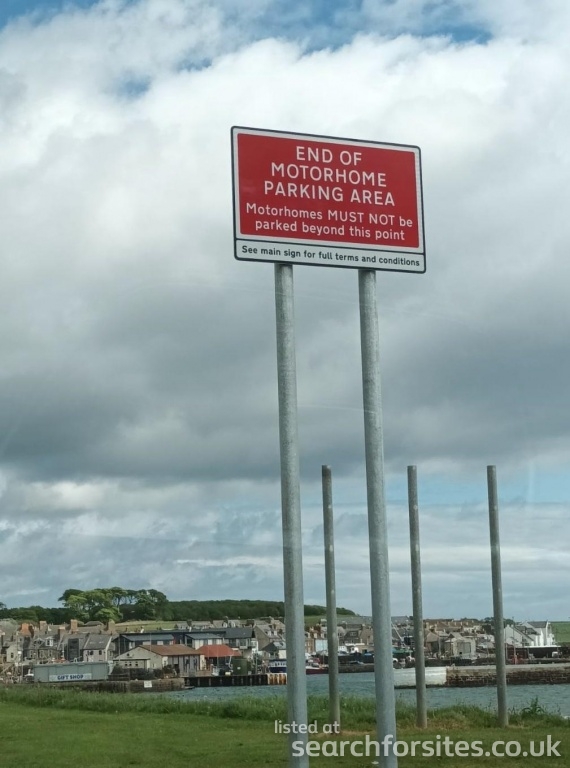 END OF
MOTORHOME
PARKING AREA
Motorhomes MUST NOT be
parked beyond this point
See main sign for full terms and conditions
GIFT SHOP
listed at
searchforsites.co.uk